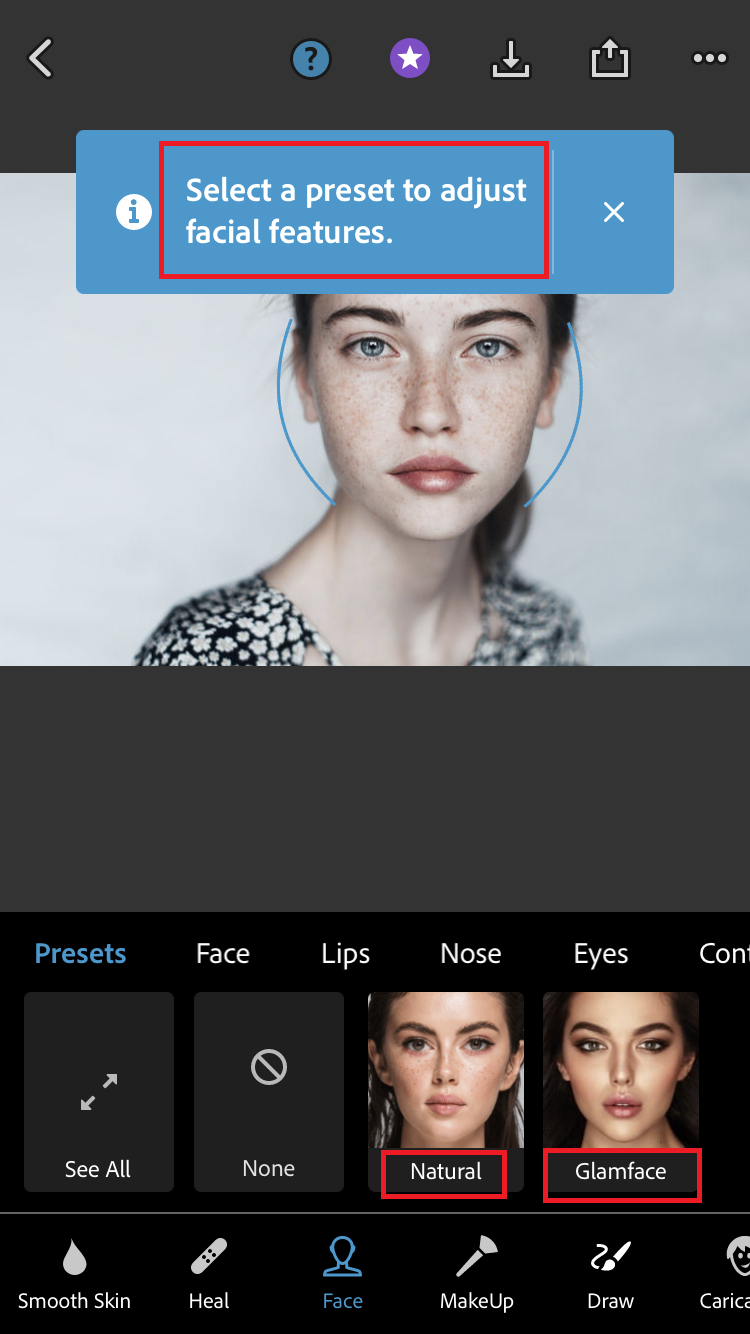 ?
Select a preset to adjust
facial features.
Presets Face Lips Nose Eyes Cont
See All None Natural Glamface
Smooth Skin Heal Face MakeUp Draw Carica